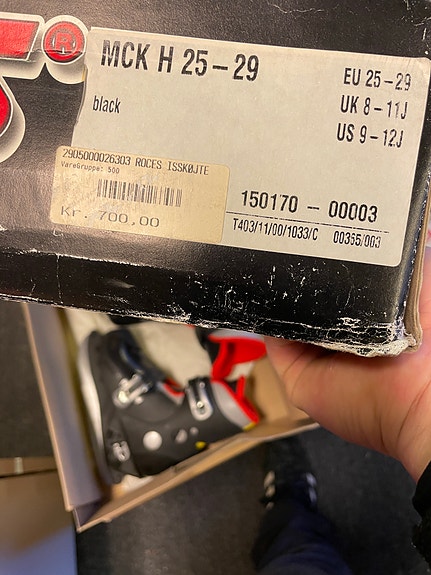 ®
MCK H 25-29
black
EU 25-29
UK 8-11J
US 9-12J
2905000026303 ROCES ISSKØJTE
VareGruppe: 500
Kr. 700,00
150170-00003
T403/11/00/1033/C 00355/003